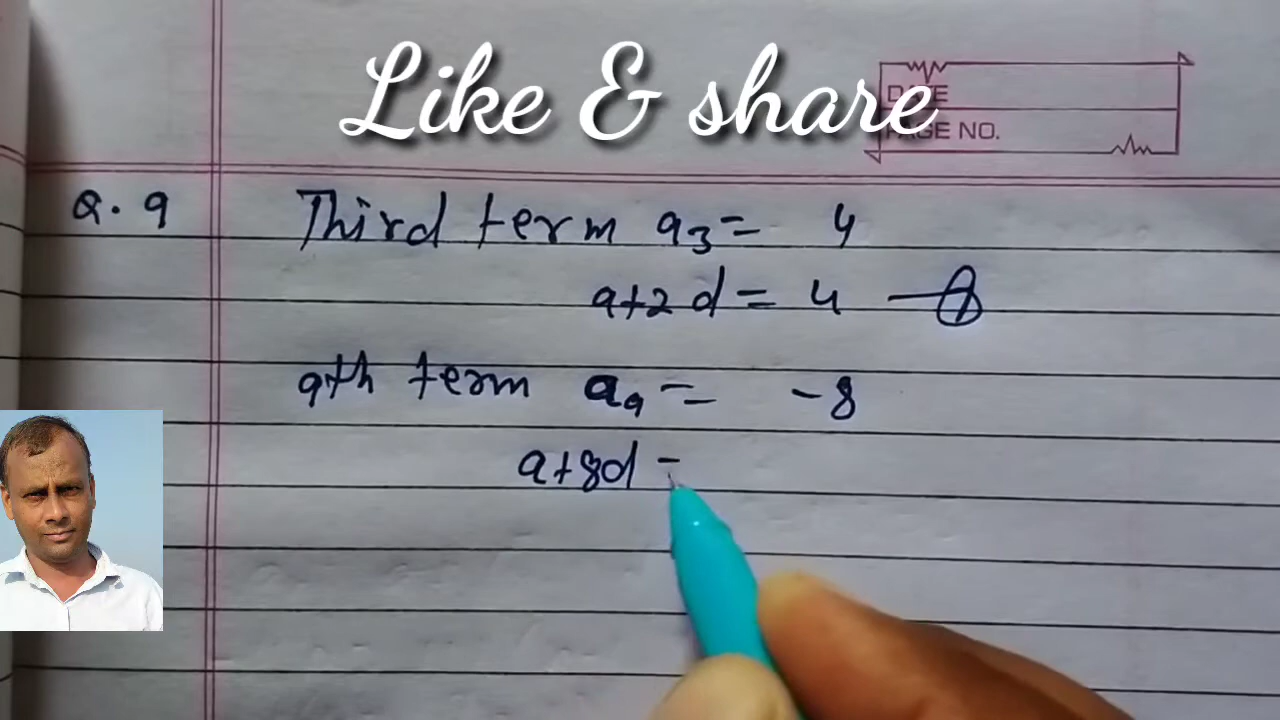 Like & share
DATE
PAGE NO.
Q. 9 Third term a3 = 4
a+2d = 4 — ①
9th term a9 = -8
a+8d =